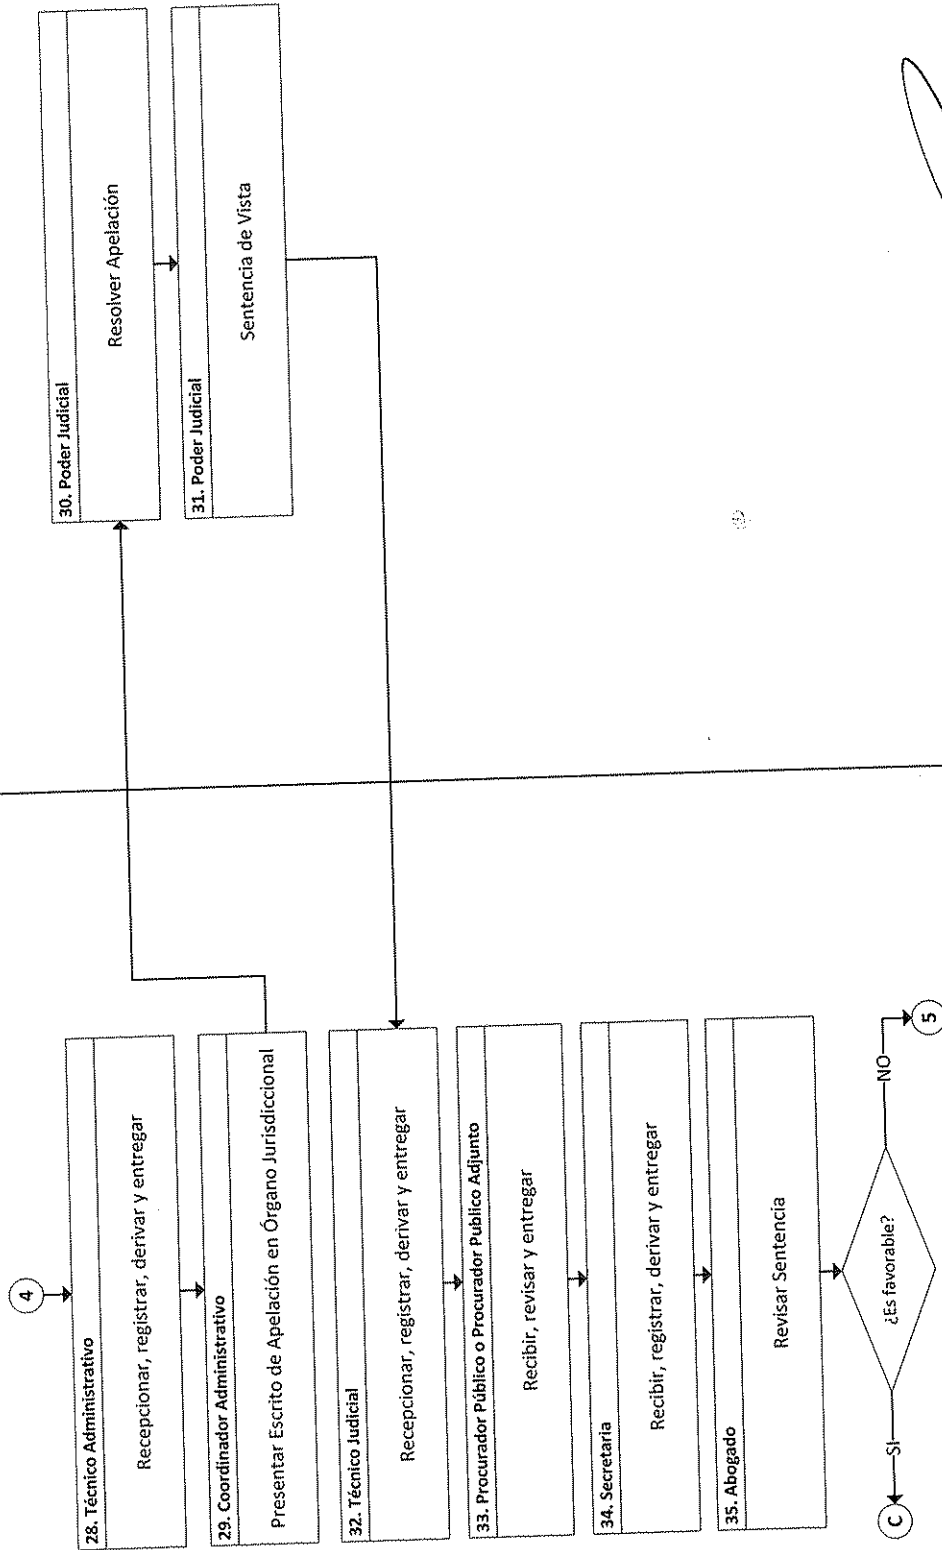 4
28. Técnico Administrativo
Recepcionar, registrar, derivar y entregar
29. Coordinador Administrativo
Presentar Escrito de Apelación en Órgano Jurisdiccional
30. Poder Judicial
Resolver Apelación
31. Poder Judicial
Sentencia de Vista
32. Técnico Judicial
Recepcionar, registrar, derivar y entregar
33. Procurador Público o Procurador Publico Adjunto
Recibir, revisar y entregar
34. Secretaria
Recibir, registrar, derivar y entregar
35. Abogado
Revisar Sentencia
¿Es favorable?
SI
C
NO
5